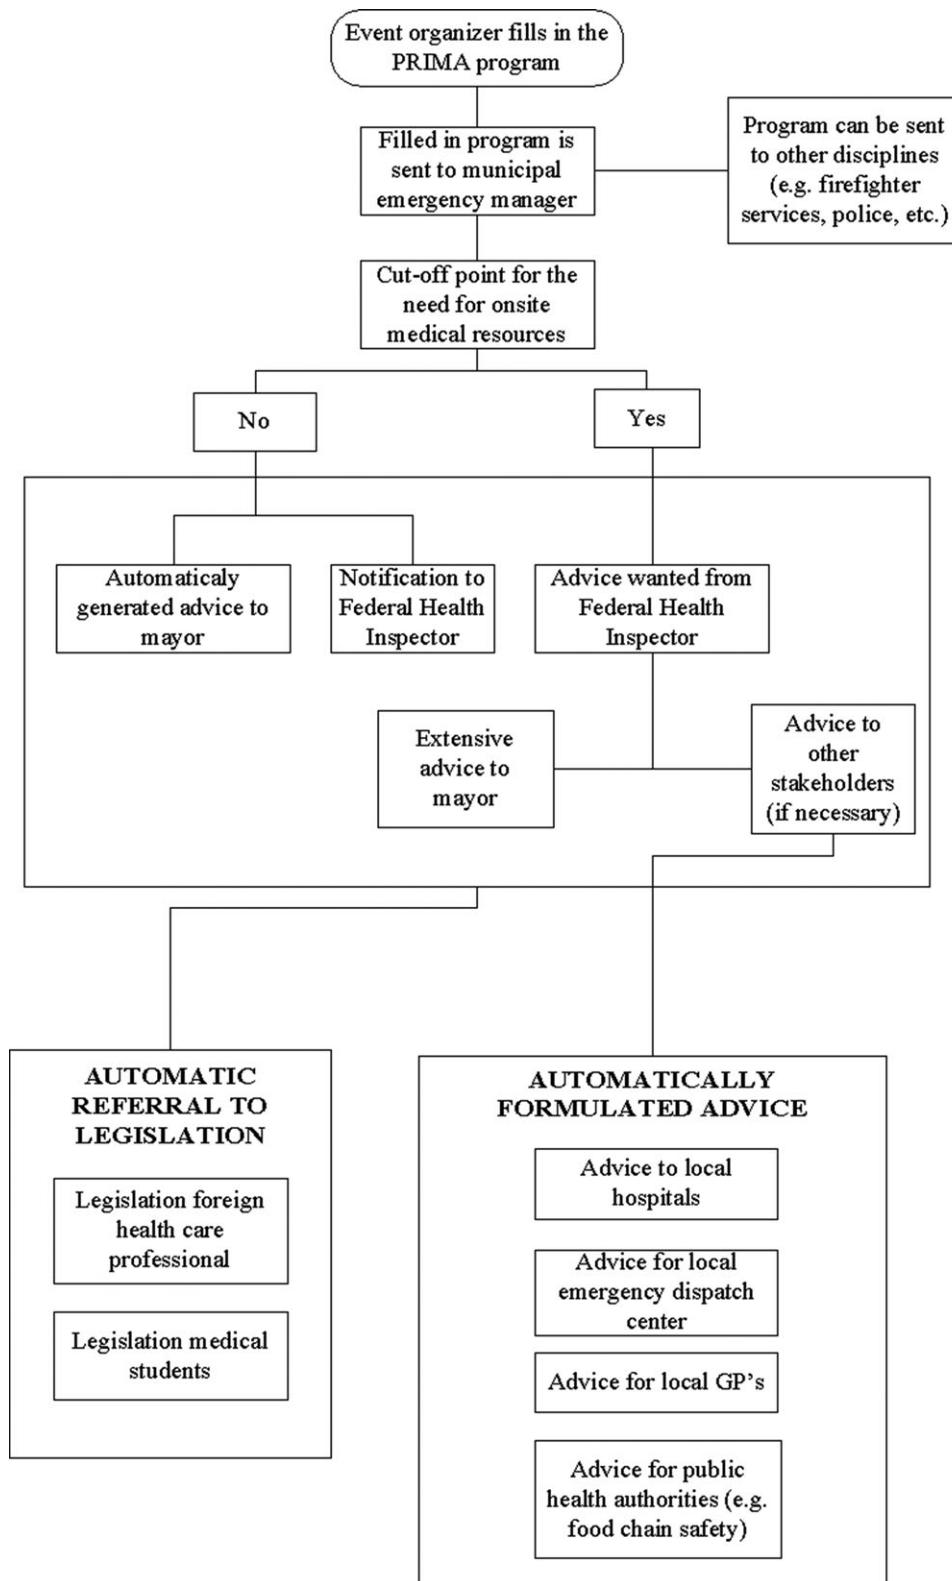 Event organizer fills in the
PRIMA program
Filled in program is
sent to municipal
emergency manager
Program can be sent
to other disciplines
(e.g. firefighter
services, police, etc.)
Cut-off point for the
need for onsite
medical resources
No
Yes
Automaticaly
generated advice to
mayor
Notification to
Federal Health
Inspector
Advice wanted from
Federal Health
Inspector
Extensive
advice to
mayor
Advice to
other
stakeholders
(if necessary)
AUTOMATIC
REFERRAL TO
LEGISLATION
Legislation foreign
health care
professional
Legislation medical
students
AUTOMATICALLY
FORMULATED ADVICE
Advice to local
hospitals
Advice for local
emergency dispatch
center
Advice for local GP's
Advice for public
health authorities (e.g.
food chain safety)